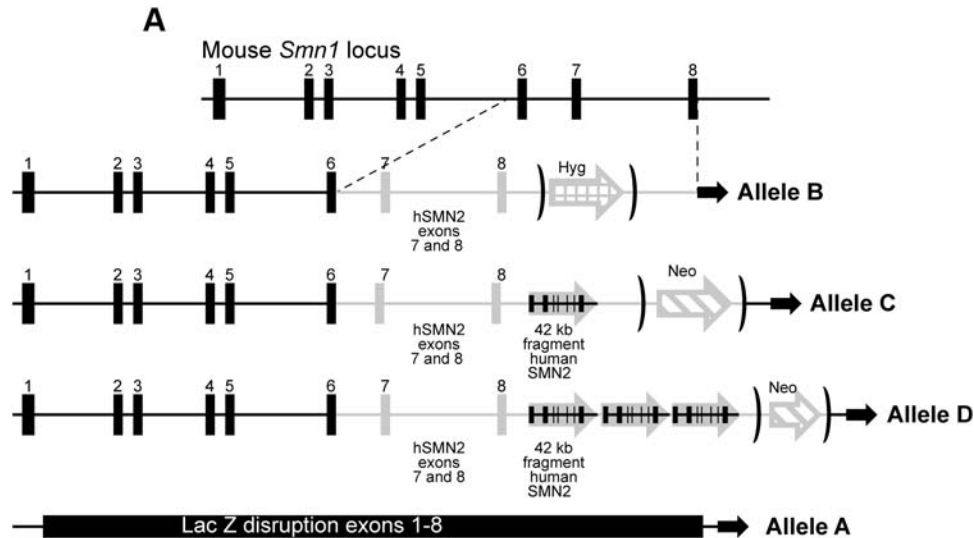 A
Mouse Smn1 locus
1 2 3 4 5 6 7 8
1 2 3 4 5 6 7 8 Hyg
Allele B
hSMN2
exons
7 and 8
1 2 3 4 5 6 7 8 Neo
Allele C
hSMN2
exons
7 and 8
42 kb
fragment
human
SMN2
1 2 3 4 5 6 7 8 Neo
Allele D
hSMN2
exons
7 and 8
42 kb
fragment
human
SMN2
Lac Z disruption exons 1-8
Allele A